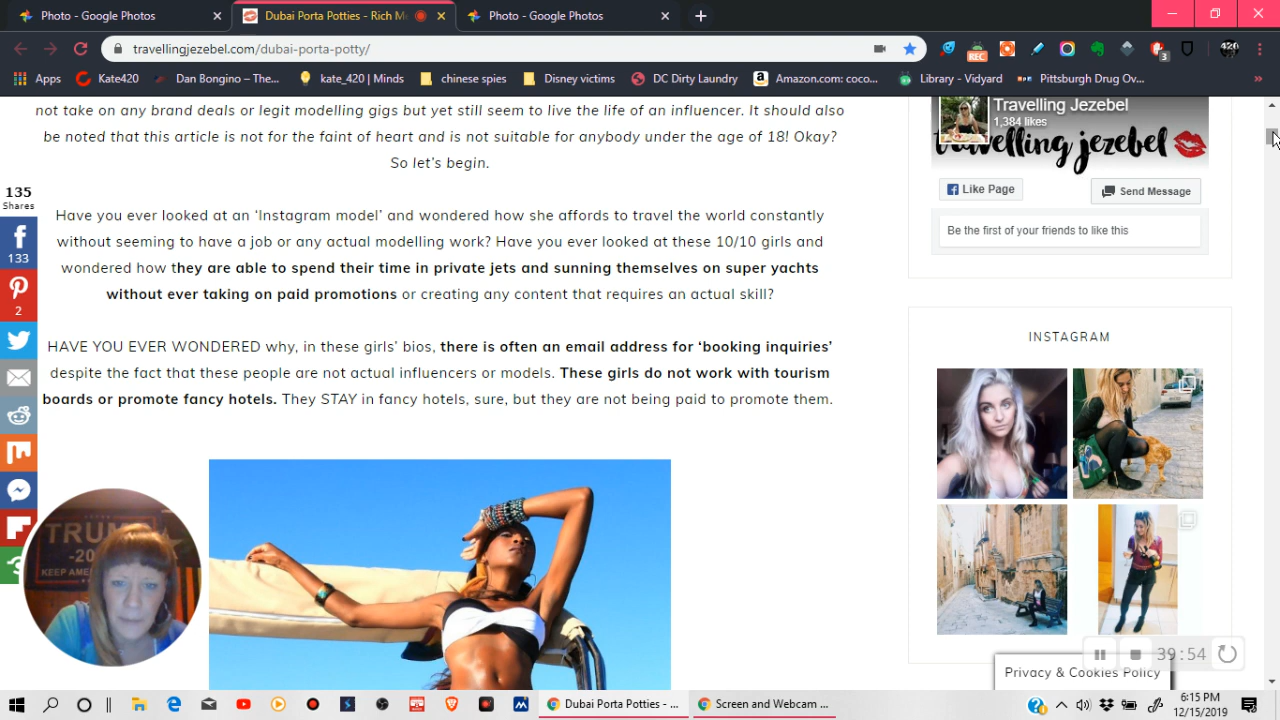 Photo - Google Photos
Dubai Porta Potties - Rich M
Photo - Google Photos
travellingjezebel.com/dubai-porta-potty/
REC
3
420
Apps
Kate420
Dan Bongino – The...
kate_420 | Minds
chinese spies
Disney victims
DC Dirty Laundry
Amazon.com: coco...
Library - Vidyard
Pittsburgh Drug Ov...
not take on any brand deals or legit modelling gigs but yet still seem to live the life of an influencer. It should also
be noted that this article is not for the faint of heart and is not suitable for anybody under the age of 18! Okay?
So let's begin.
Have you ever looked at an 'Instagram model' and wondered how she affords to travel the world constantly
without seeming to have a job or any actual modelling work? Have you ever looked at these 10/10 girls and
wondered how they are able to spend their time in private jets and sunning themselves on super yachts
without ever taking on paid promotions or creating any content that requires an actual skill?
HAVE YOU EVER WONDERED why, in these girls' bios, there is often an email address for 'booking inquiries'
despite the fact that these people are not actual influencers or models. These girls do not work with tourism
boards or promote fancy hotels. They STAY in fancy hotels, sure, but they are not being paid to promote them.
135
Shares
133
2
TRUMP
-20
KEEP AME
Travelling Jezebel
1,384 likes
travelling jezebel
Like Page
Send Message
Be the first of your friends to like this
INSTAGRAM
39:54
Privacy & Cookies Policy
Dubai Porta Potties - ...
Screen and Webcam ...
6:15 PM
12/15/2019